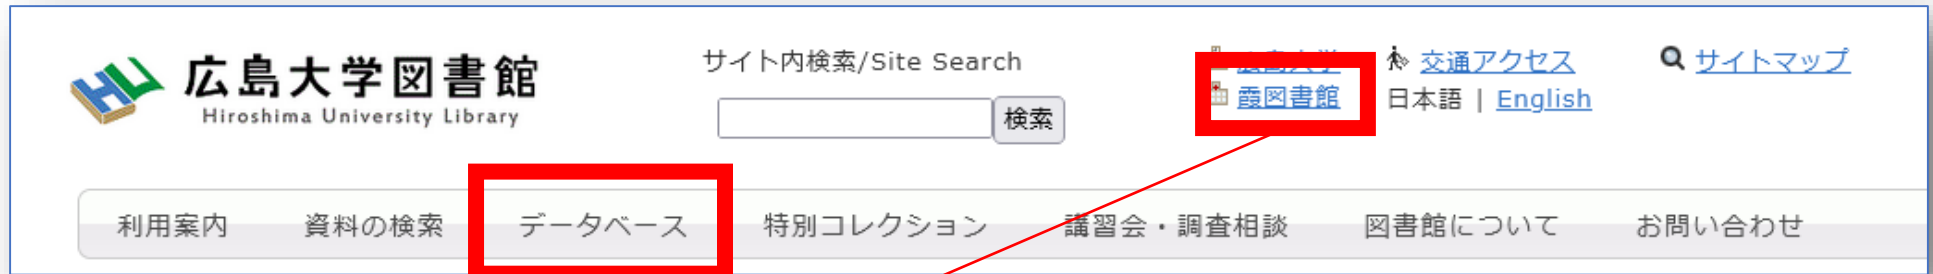 広島大学図書館
Hiroshima University Library
サイト内検索/Site Search
検索
広島大学
交通アクセス
サイトマップ
霞図書館
日本語 | English
利用案内
資料の検索
データベース
特別コレクション
講習会・調査相談
図書館について
お問い合わせ